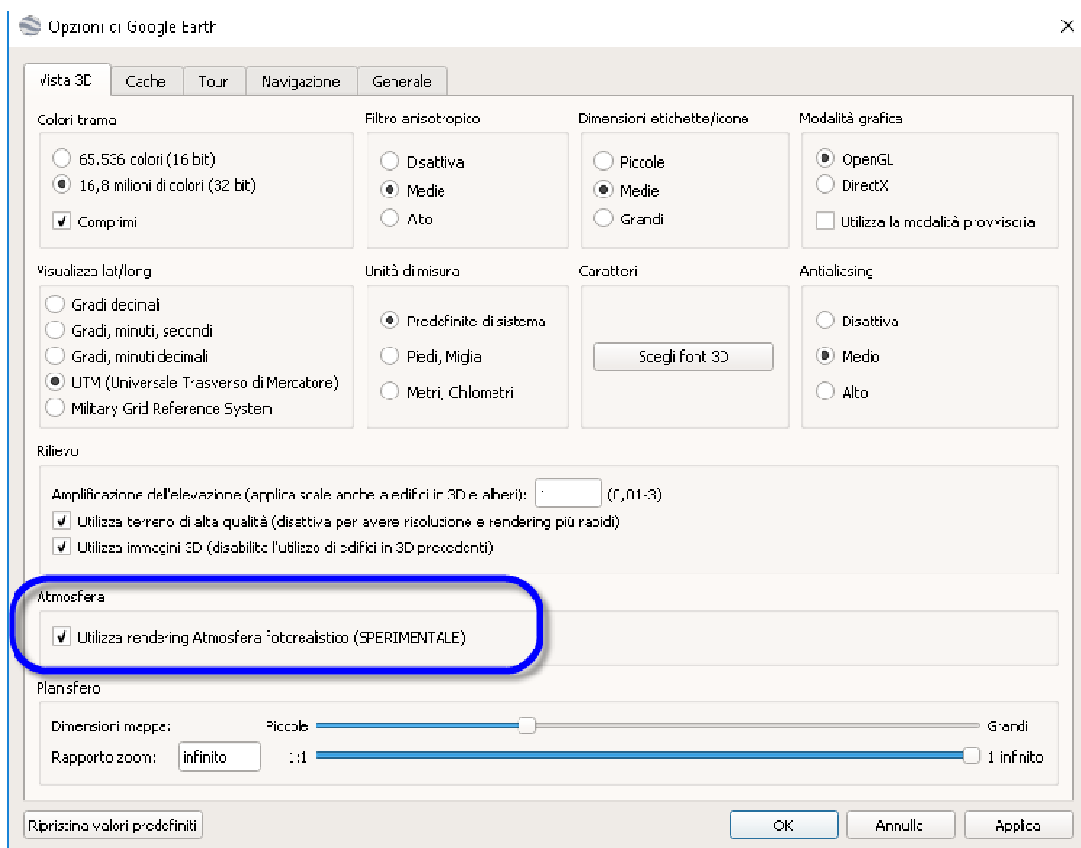 Opzioni di Google Earth
Vista 3D Cache Tour Navigazione Generale
Colori trama Filtro anisotropico Dimensioni etichette/icone Modalità grafica
65.536 colori (16 bit) Disattiva Piccole OpenGL
16,8 milioni di colori (32 bit) Medie Medie DirectX
Comprimi Alto Grandi Utilizza la modalità provvisoria
Visualizza lat/long Unità di misura Caratteri Antialiasing
Gradi decimali
Gradi, minuti, secondi Predefinite di sistema Disattiva
Gradi, minuti decimali Piedi, Miglia Scegli font 3D Medio
UTM (Universale Trasverso di Mercatore) Metri, Chilometri Alto
Military Grid Reference System
Rilievo
Amplificazione dell'elevazione (applica scale anche a edifici in 3D e alberi): (0,01-3)
Utilizza terreno di alta qualità (disattiva per avere risoluzione e rendering più rapidi)
Utilizza immagini 3D (disabilita l'utilizzo di edifici in 3D precedenti)
Atmosfera
Utilizza rendering Atmosfera fotorealistico (SPERIMENTALE)
Planisfero
Dimensioni mappa: Piccole Grandi
Rapporto zoom: infinito 1:1 1 infinito
Ripristina valori predefiniti OK Annulla Applica